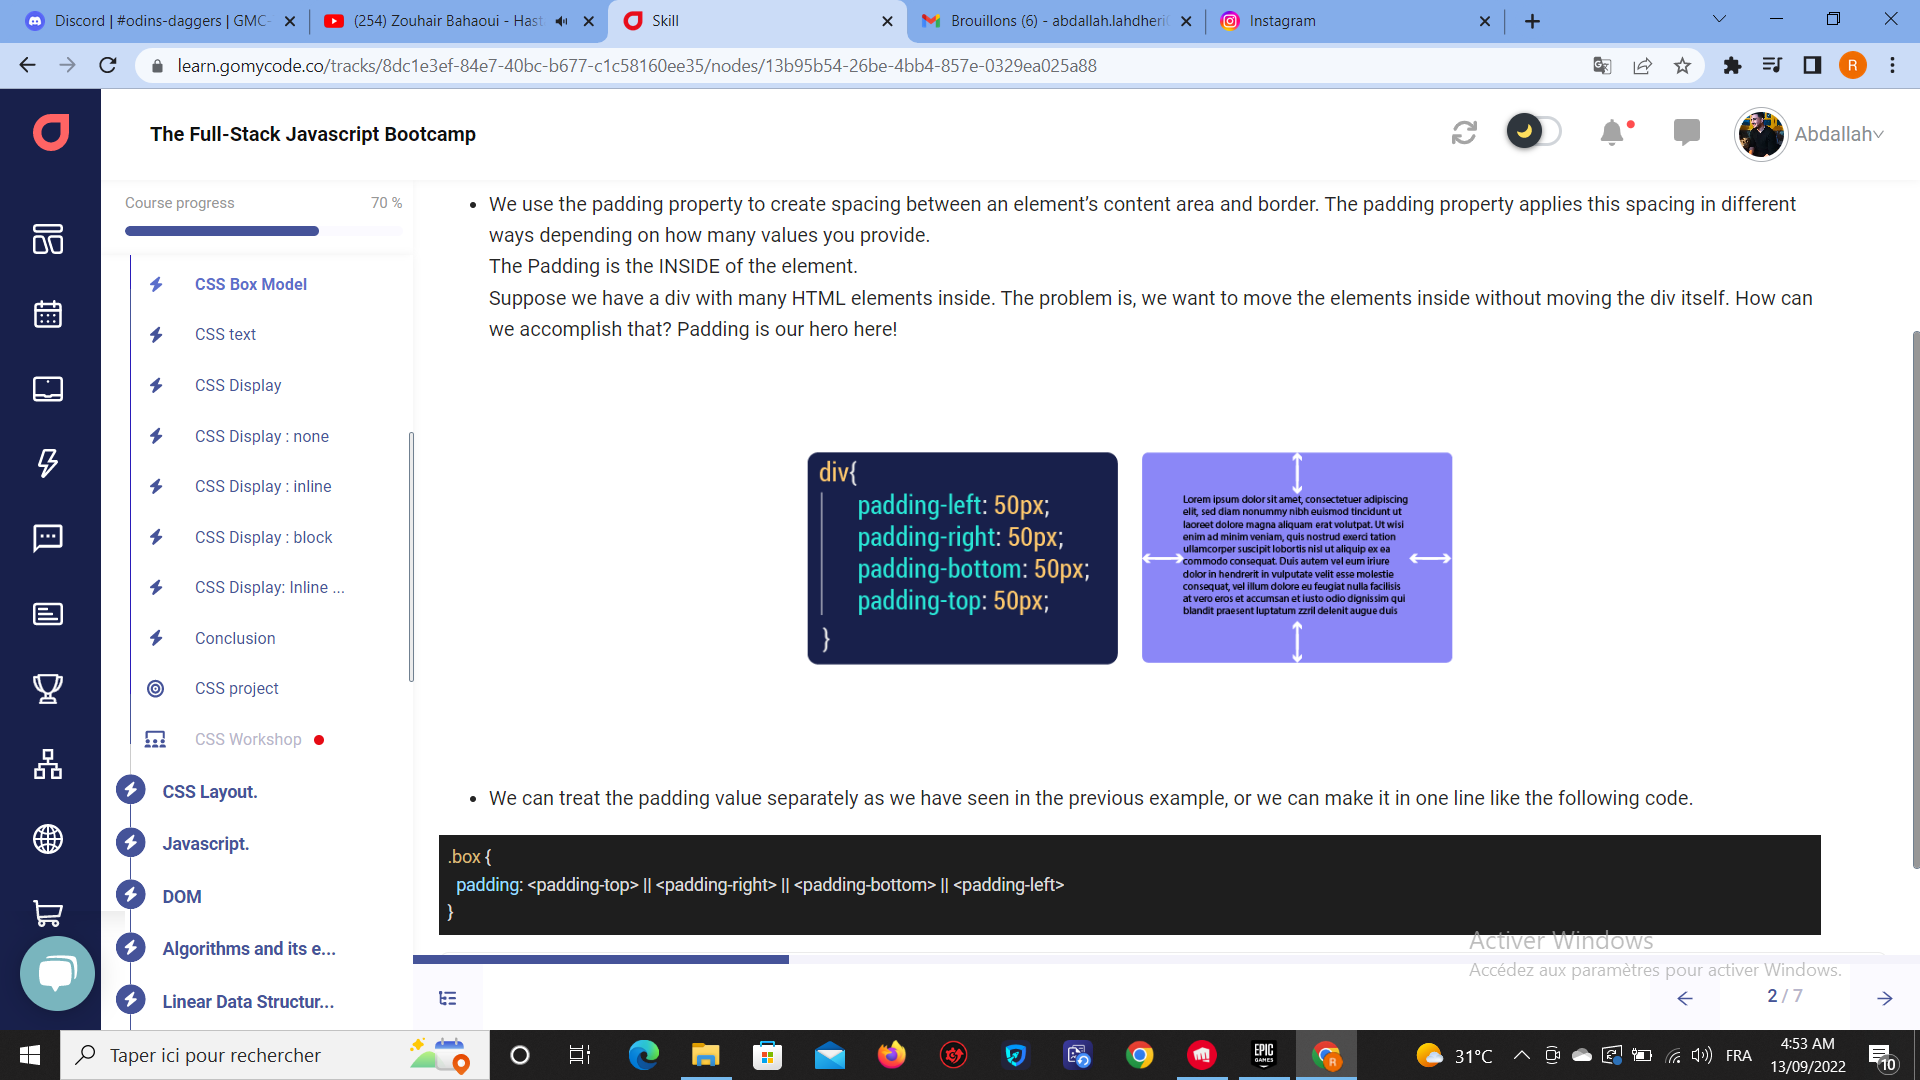 Discord | #odins-daggers | GMC-
(254) Zouhair Bahaoui - Hast
Skill
Brouillons (6) - abdallah.lahdheri
Instagram
learn.gomycode.co/tracks/8dc1e3ef-84e7-40bc-b677-c1c58160ee35/nodes/13b95b54-26be-4bb4-857e-0329ea025a88
R
The Full-Stack Javascript Bootcamp
Abdallah
Course progress 70 %
CSS Box Model
CSS text
CSS Display
CSS Display : none
CSS Display : inline
CSS Display : block
CSS Display: Inline ...
Conclusion
CSS project
CSS Workshop
CSS Layout.
Javascript.
DOM
Algorithms and its e...
Linear Data Structur...
• We use the padding property to create spacing between an element’s content area and border. The padding property applies this spacing in different
ways depending on how many values you provide.
The Padding is the INSIDE of the element.
Suppose we have a div with many HTML elements inside. The problem is, we want to move the elements inside without moving the div itself. How can
we accomplish that? Padding is our hero here!
div{
padding-left: 50px;
padding-right: 50px;
padding-bottom: 50px;
padding-top: 50px;
}
Lorem ipsum dolor sit amet, consectetuer adipiscing
elit, sed diam nonummy nibh euismod tincidunt ut
laoreet dolore magna aliquam erat volutpat. Ut wisi
enim ad minim veniam, quis nostrud exerci tation
ullamcorper suscipit lobortis nisl ut aliquip ex ea
commodo consequat. Duis autem vel eum iriure
dolor in hendrerit in vulputate velit esse molestie
consequat, vel illum dolore eu feugiat nulla facilisis
at vero eros et accumsan et iusto odio dignissim qui
blandit praesent luptatum zzril delenit augue duis
• We can treat the padding value separately as we have seen in the previous example, or we can make it in one line like the following code.
.box {
padding: <padding-top> || <padding-right> || <padding-bottom> || <padding-left>
}
Activer Windows
Accédez aux paramètres pour activer Windows.
2 / 7
Taper ici pour rechercher
EPIC
GAMES
R
31°C
FRA
4:53 AM
13/09/2022
10